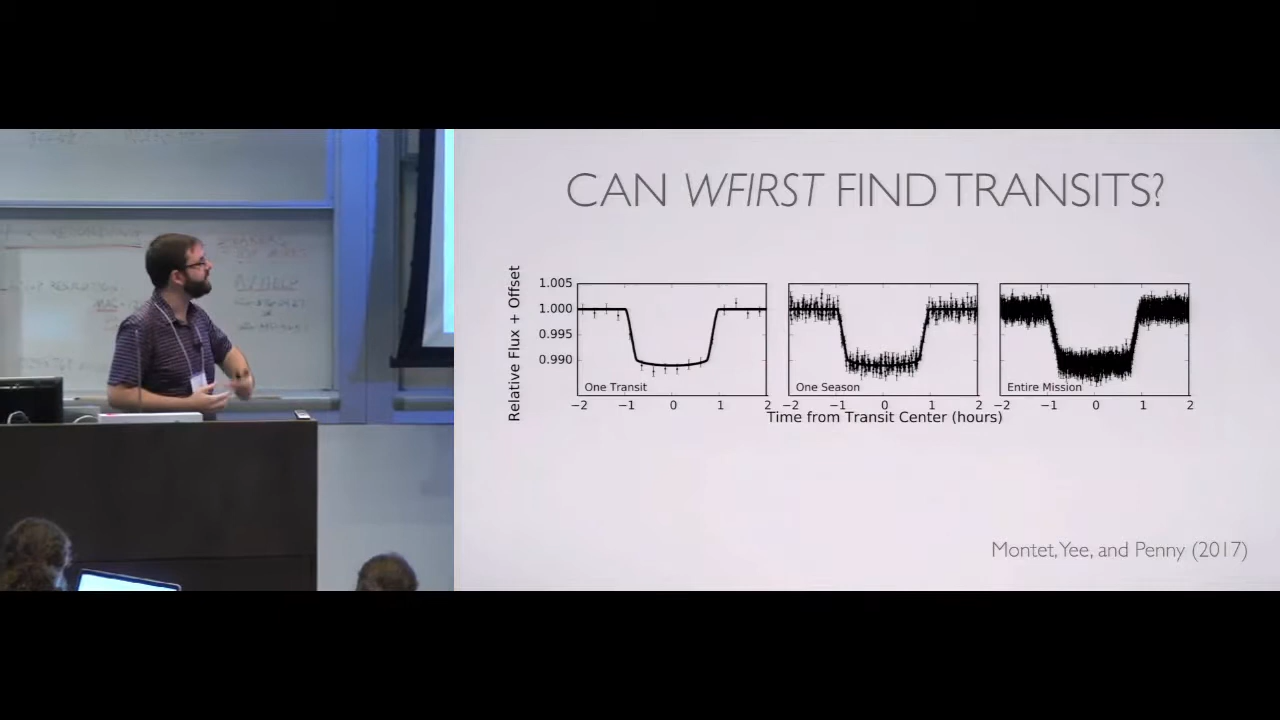 CAN WFIRST FIND TRANSITS?
Relative Flux + Offset
1.005
1.000
0.995
0.990
One Transit
−2 −1 0 1 2
One Season
−2 −1 0 1 2
Entire Mission
−2 −1 0 1 2
Time from Transit Center (hours)
Montet, Yee, and Penny (2017)